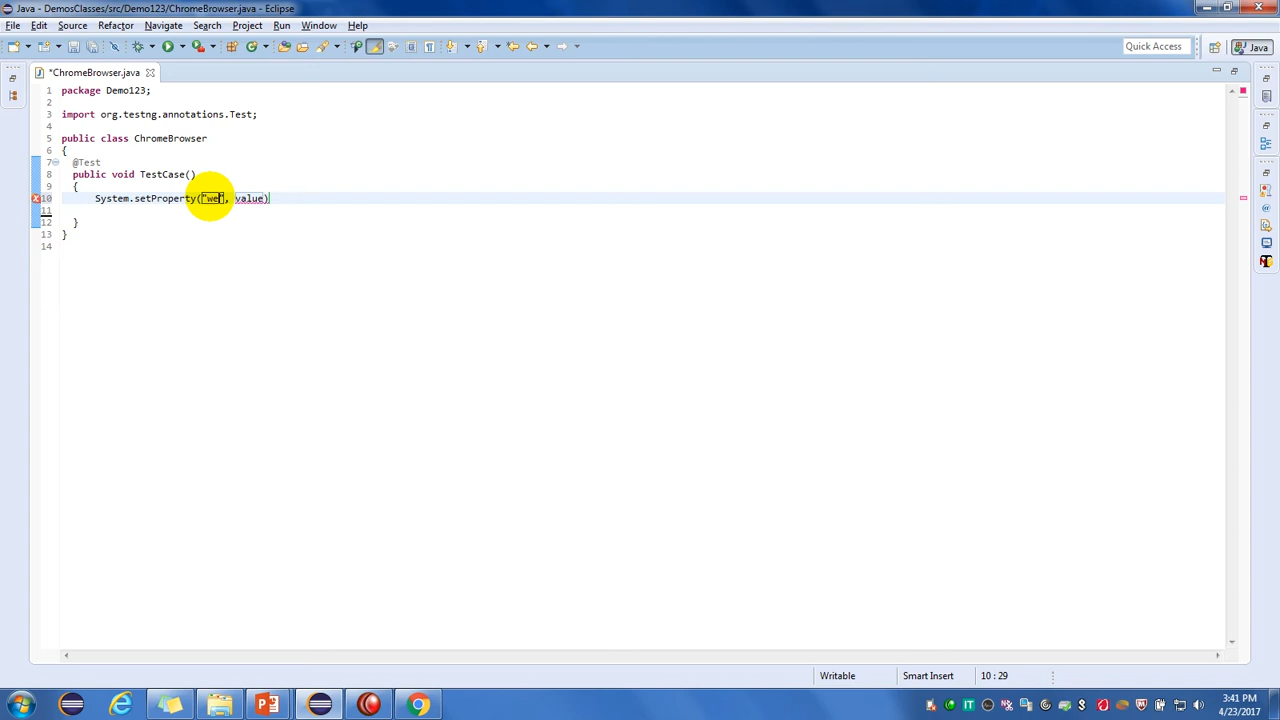 Java - DemosClasses/src/Demo123/ChromeBrowser.java - Eclipse
File Edit Source Refactor Navigate Search Project Run Window Help
Quick Access
Java
*ChromeBrowser.java
1 package Demo123;
2
3 import org.testng.annotations.Test;
4
5 public class ChromeBrowser
6 {
7 @Test
8 public void TestCase()
9 {
10 System.setProperty("we", value)
11
12 }
13 }
14
Writable Smart Insert 10 : 29
3:41 PM
4/23/2017